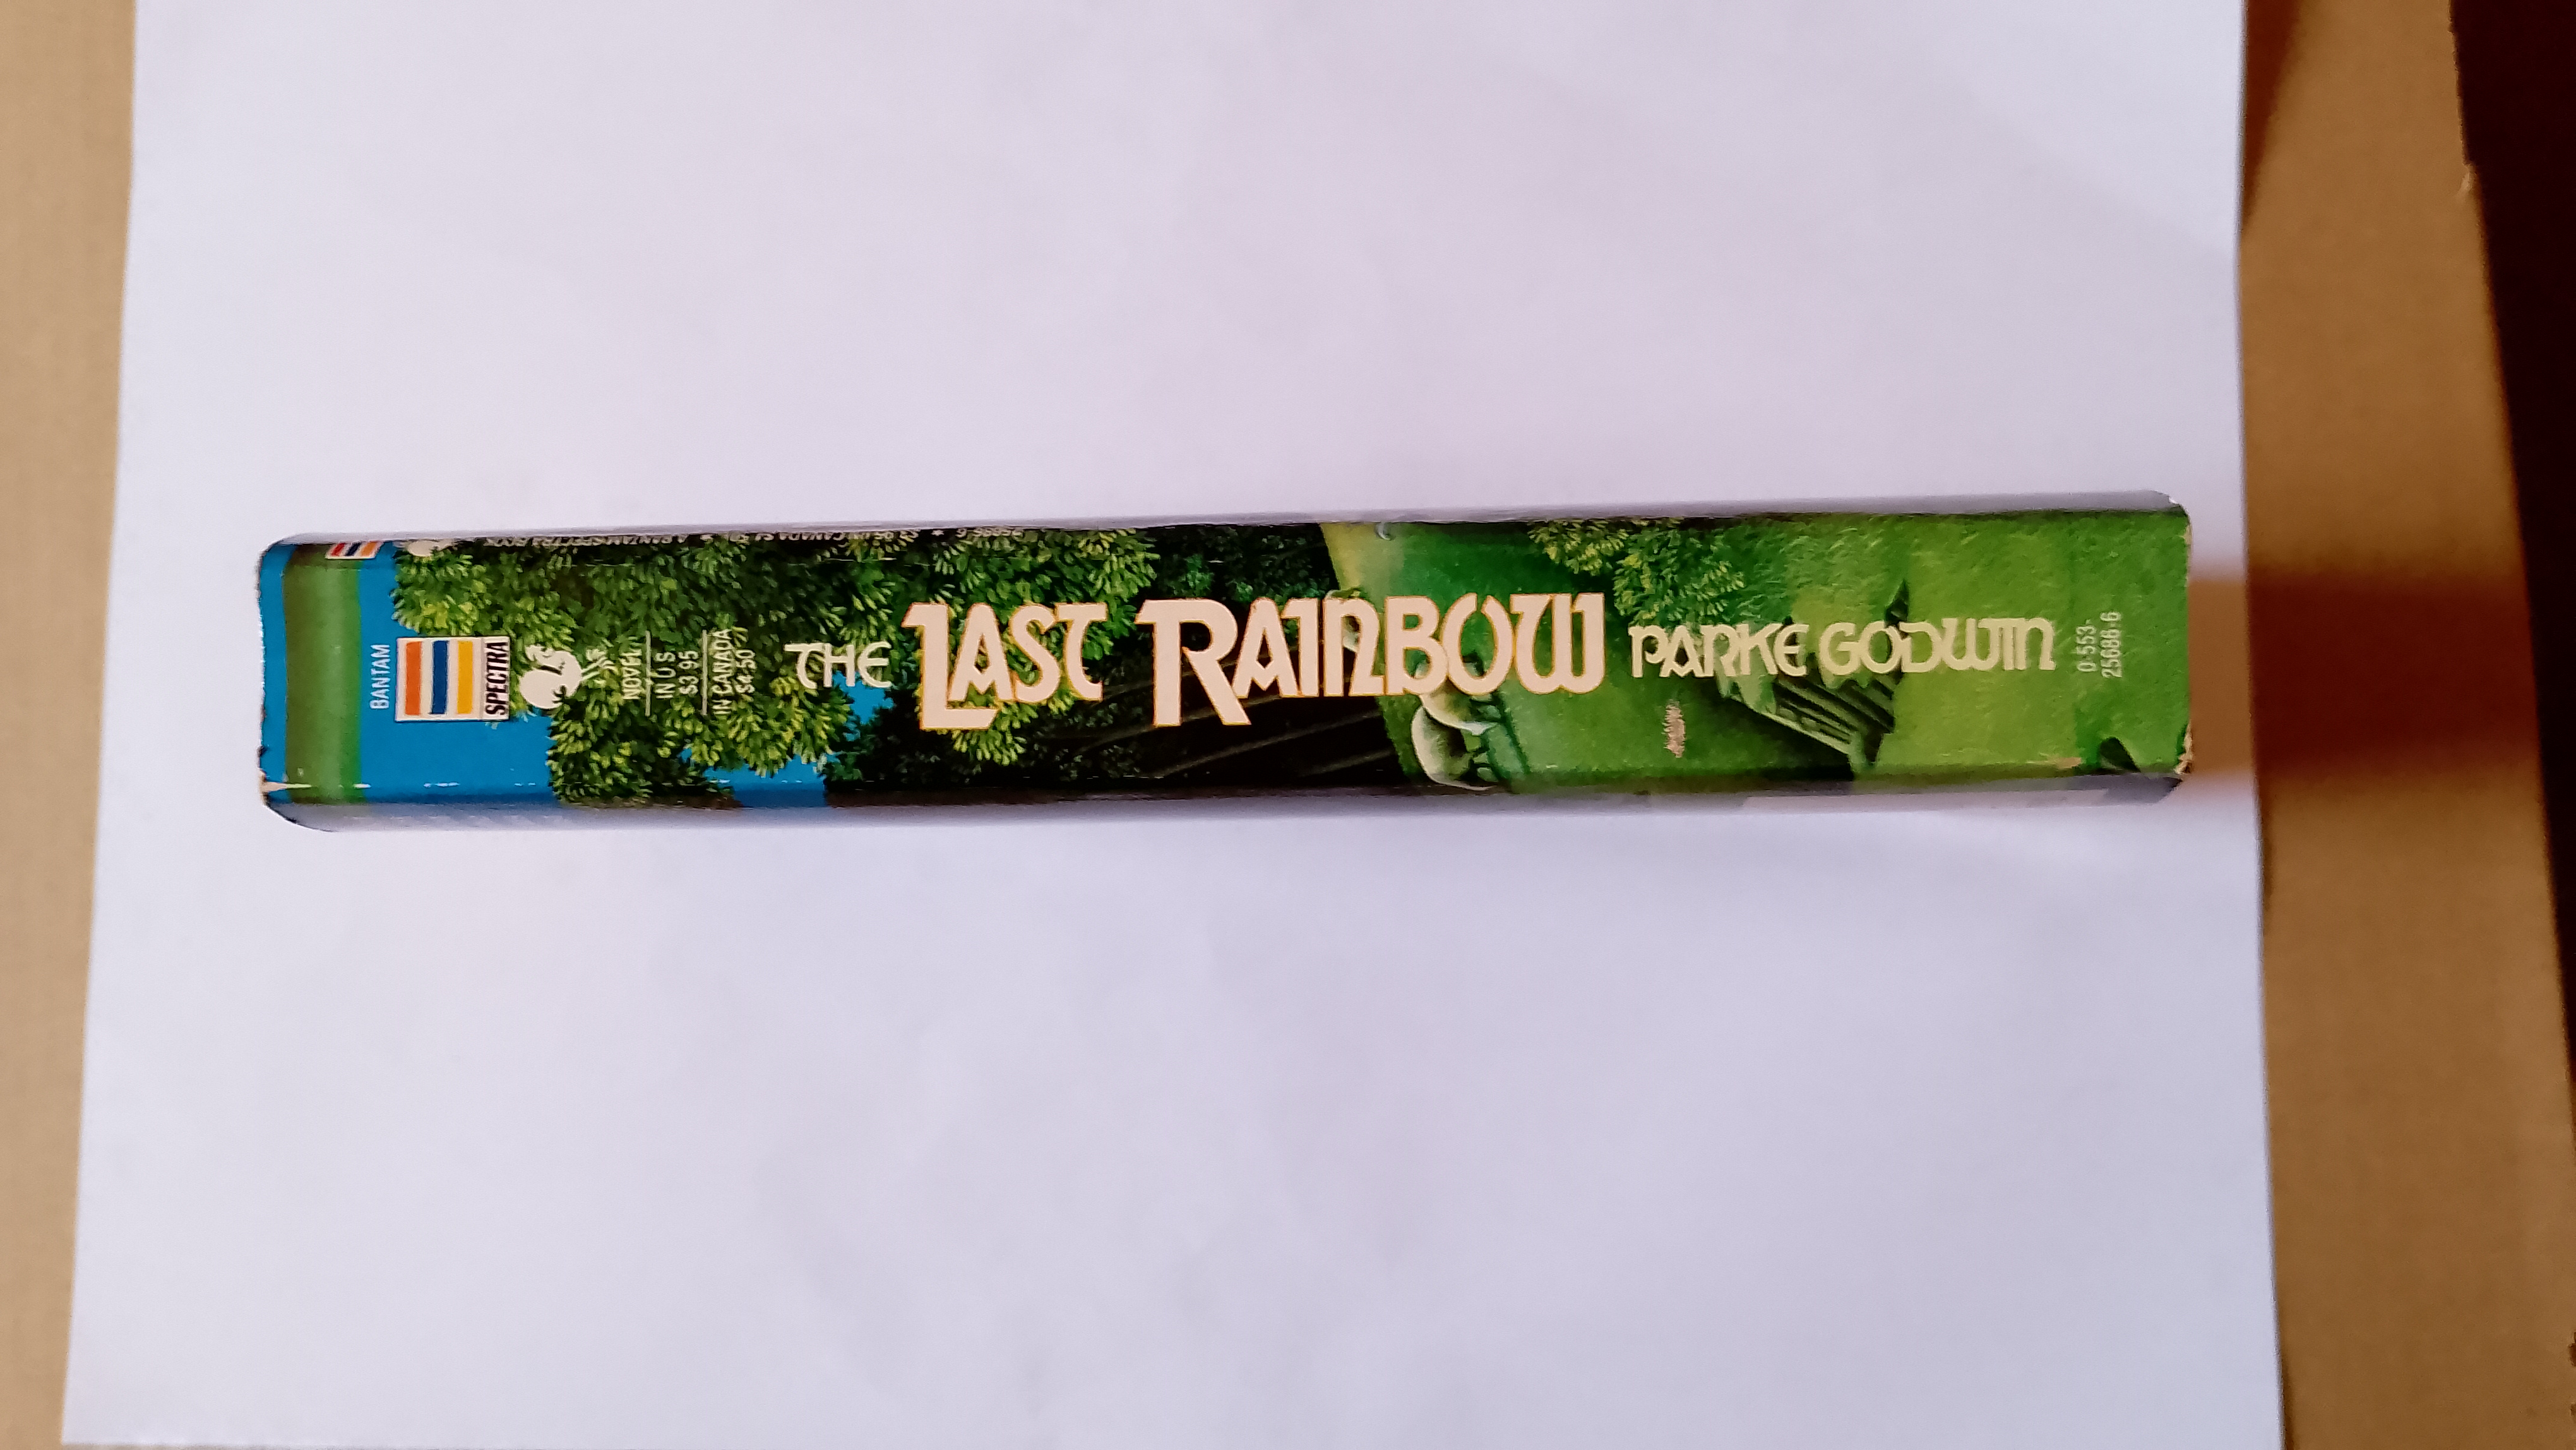 BANTAM
SPECTRA
NOVEL
IN U.S.
$3.95
IN CANADA
$4.50
THE LAST RAINBOW
PARKE GODWIN
0-553-
25686-6